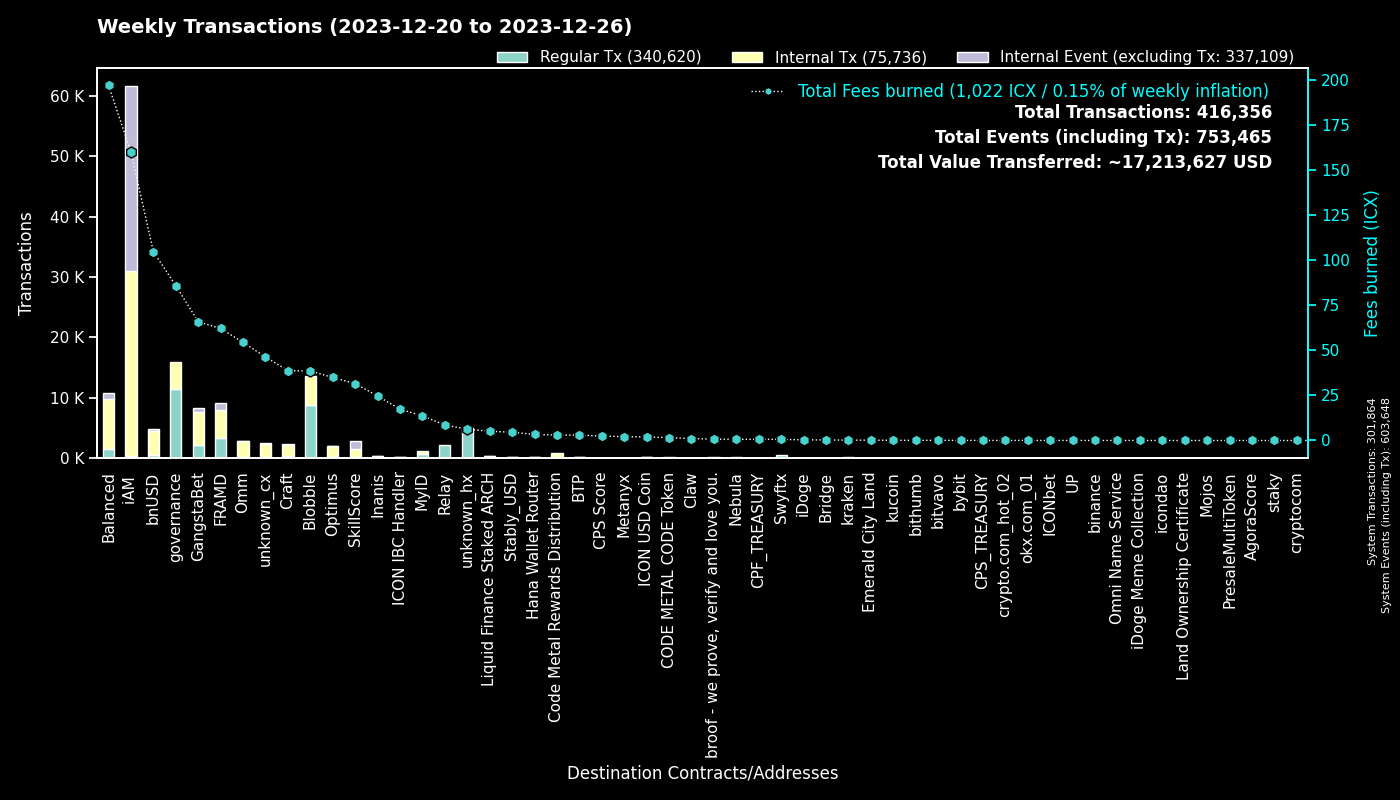 Weekly Transactions (2023-12-20 to 2023-12-26)
Regular Tx (340,620)
Internal Tx (75,736)
Internal Event (excluding Tx: 337,109)
Total Fees burned (1,022 ICX / 0.15% of weekly inflation)
Total Transactions: 416,356
Total Events (including Tx): 753,465
Total Value Transferred: ~17,213,627 USD
Transactions
60 K
50 K
40 K
30 K
20 K
10 K
0 K
200
175
150
125
100
75
50
25
0
Fees burned (ICX)
System Transactions: 301,864
System Events (including Tx): 603,648
Balanced
iAM
bnUSD
governance
GangstaBet
FRAMD
Omm
unknown_cx
Craft
Blobble
Optimus
SkillScore
Inanis
ICON IBC Handler
MyID
Relay
unknown_hx
Liquid Finance Staked ARCH
Stably_USD
Hana Wallet Router
Code Metal Rewards Distribution
BTP
CPS Score
Metanyx
ICON USD Coin
CODE METAL CODE Token
Claw
broof - we prove, verify and love you.
Nebula
CPF_TREASURY
Swyftx
iDoge
Bridge
kraken
Emerald City Land
kucoin
bithumb
bitvavo
bybit
CPS_TREASURY
crypto.com_hot_02
okx.com_01
ICONbet
UP
binance
Omni Name Service
iDoge Meme Collection
icondao
Land Ownership Certificate
Mojos
PresaleMultiToken
AgoraScore
staky
cryptocom
Destination Contracts/Addresses